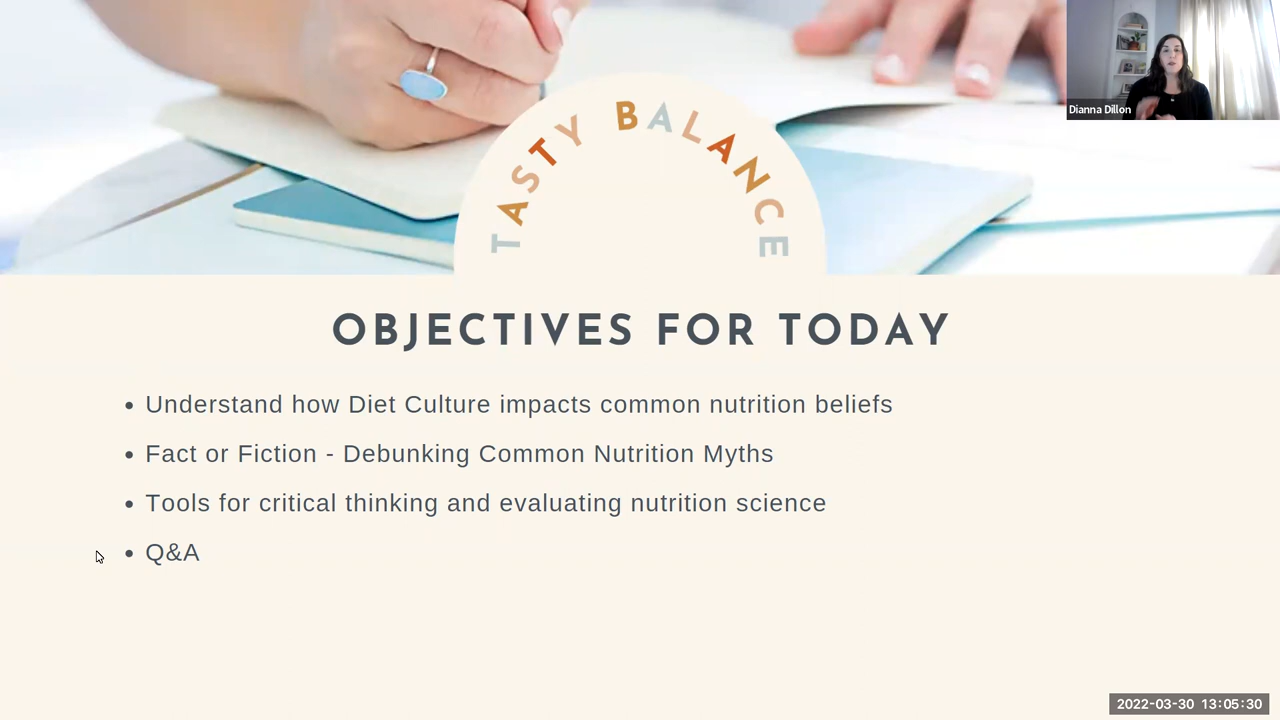 Dianna Dillon
TASTY BALANCE
OBJECTIVES FOR TODAY
• Understand how Diet Culture impacts common nutrition beliefs
• Fact or Fiction - Debunking Common Nutrition Myths
• Tools for critical thinking and evaluating nutrition science
• Q&A
2022-03-30 13:05:30